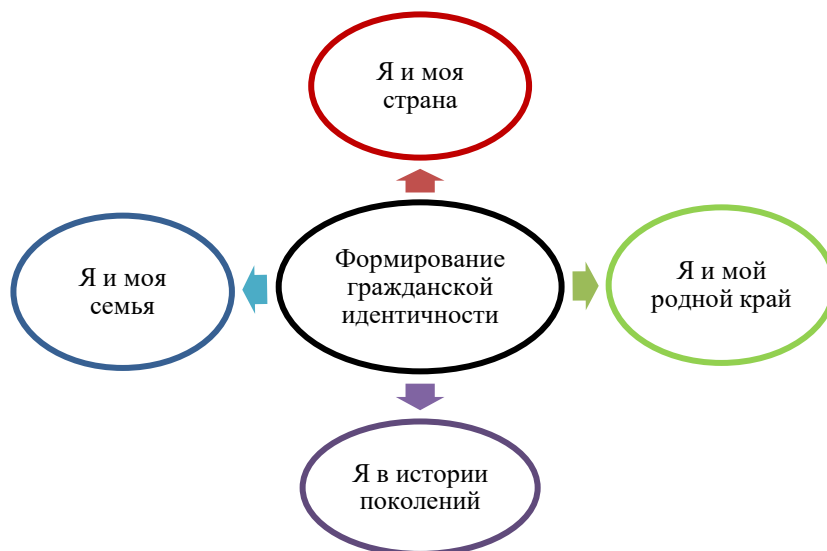 Я и моя
страна
Я и моя
семья
Формирование
гражданской
идентичности
Я и мой
родной край
Я в истории
поколений